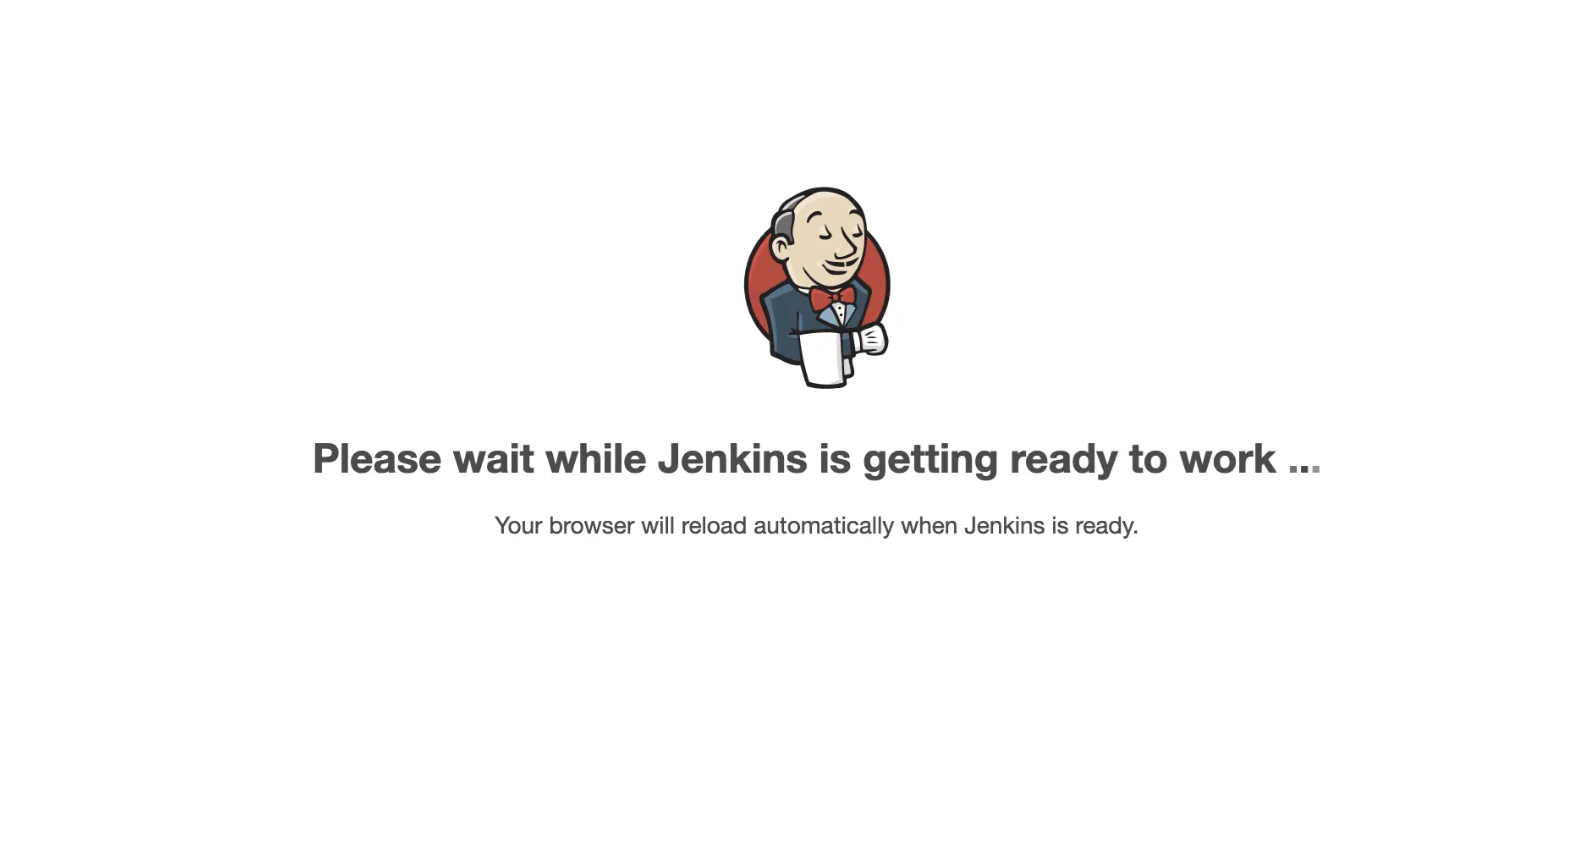 Please wait while Jenkins is getting ready to work ...
Your browser will reload automatically when Jenkins is ready.